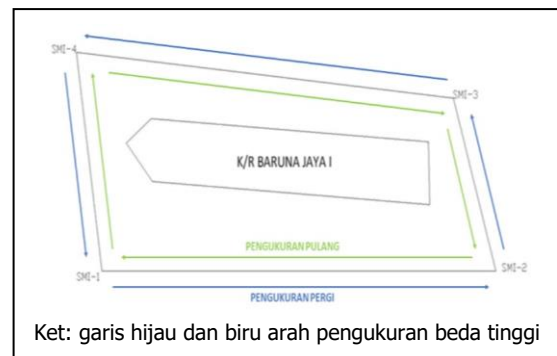 SMI-4
SMI-3
K/R BARUNA JAYA I
PENGUKURAN PULANG
SMI-1
SMI-2
PENGUKURAN PERGI
Ket: garis hijau dan biru arah pengukuran beda tinggi